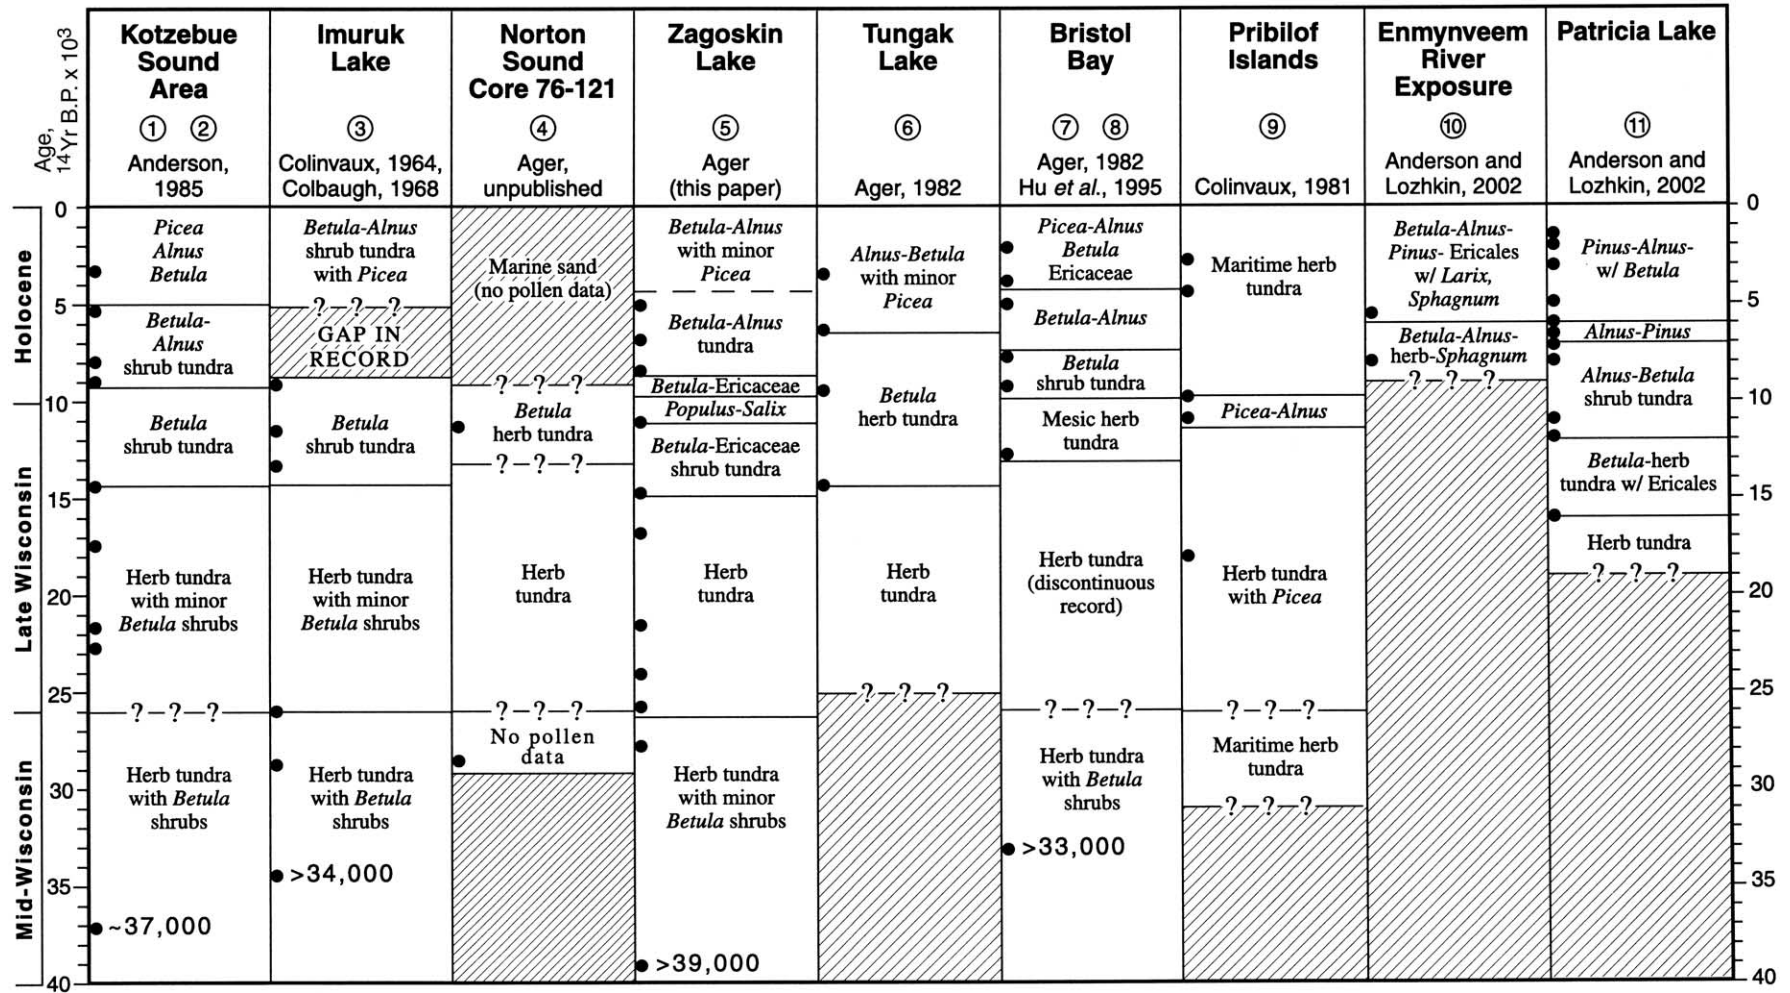 Age,
14Yr B.P. x 103
Kotzebue
Sound
Area
① ②
Anderson,
1985
Imuruk
Lake
③
Colinvaux, 1964,
Colbaugh, 1968
Norton
Sound
Core 76-121
④
Ager,
unpublished
Zagoskin
Lake
⑤
Ager
(this paper)
Tungak
Lake
⑥
Ager, 1982
Bristol
Bay
⑦ ⑧
Ager, 1982
Hu et al., 1995
Pribilof
Islands
⑨
Colinvaux, 1981
Enmynveem
River
Exposure
⑩
Anderson and
Lozhkin, 2002
Patricia Lake
⑪
Anderson and
Lozhkin, 2002
Holocene
Late Wisconsin
Mid-Wisconsin
0
5
10
15
20
25
30
35
40
Picea
Alnus
Betula
Betula-
Alnus
shrub tundra
Betula
shrub tundra
Herb tundra
with minor
Betula shrubs
? ? ?
Herb tundra
with Betula
shrubs
~37,000
Betula-Alnus
shrub tundra
with Picea
? ? ?
GAP IN
RECORD
Betula
shrub tundra
Herb tundra
with minor
Betula shrubs
Herb tundra
with Betula
shrubs
>34,000
Marine sand
(no pollen data)
? ? ?
Betula
herb tundra
? ? ?
Herb
tundra
? ? ?
No pollen
data
Betula-Alnus
with minor
Picea
Betula-Alnus
tundra
Betula-Ericaceae
Populus-Salix
Betula-Ericaceae
shrub tundra
Herb
tundra
Herb tundra
with minor
Betula shrubs
>39,000
Alnus-Betula
with minor
Picea
Betula
herb tundra
Herb
tundra
? ? ?
Picea-Alnus
Betula
Ericaceae
Betula-Alnus
Betula
shrub tundra
Mesic herb
tundra
Herb tundra
(discontinuous
record)
? ? ?
Herb tundra
with Betula
shrubs
>33,000
Maritime herb
tundra
Picea-Alnus
Herb tundra
with Picea
? ? ?
Maritime herb
tundra
? ? ?
Betula-Alnus-
Pinus- Ericales
w/ Larix,
Sphagnum
Betula-Alnus-
herb-Sphagnum
? ? ?
Pinus-Alnus-
w/ Betula
Alnus-Pinus
Alnus-Betula
shrub tundra
Betula-herb
tundra w/ Ericales
Herb tundra
? ? ?
0
5
10
15
20
25
30
35
40